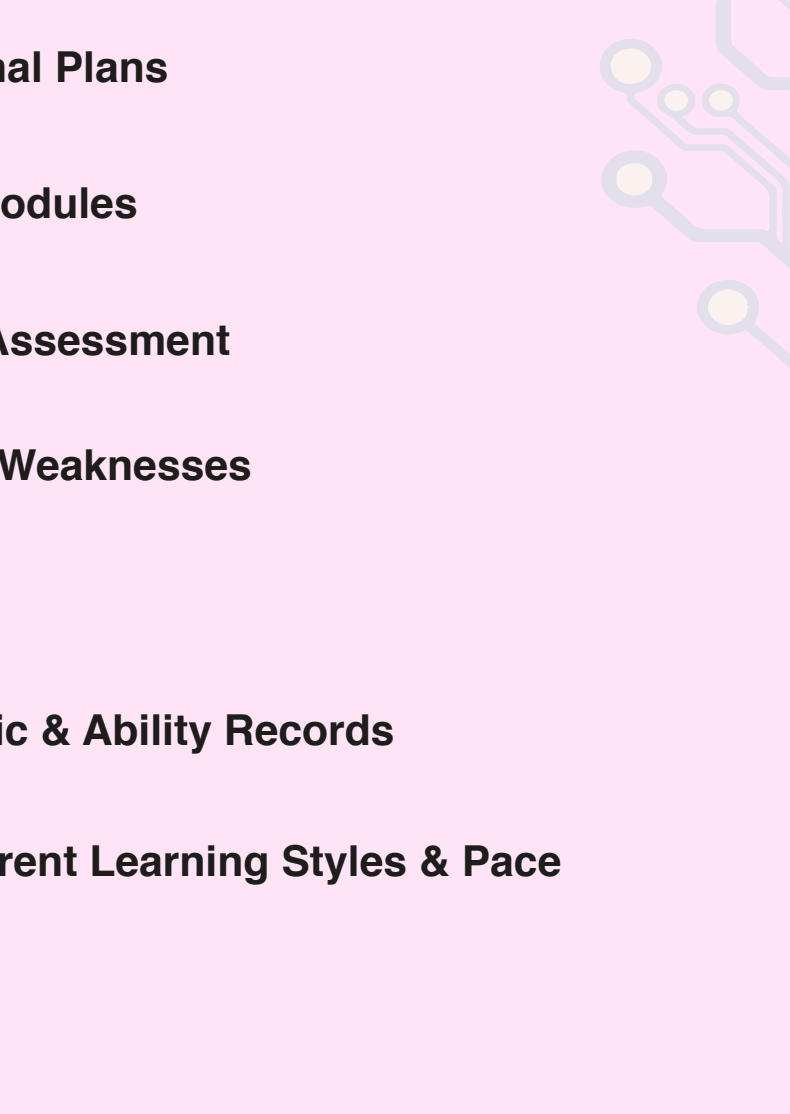 nal Plans
odules
Assessment
Weaknesses
ic & Ability Records
rent Learning Styles & Pace